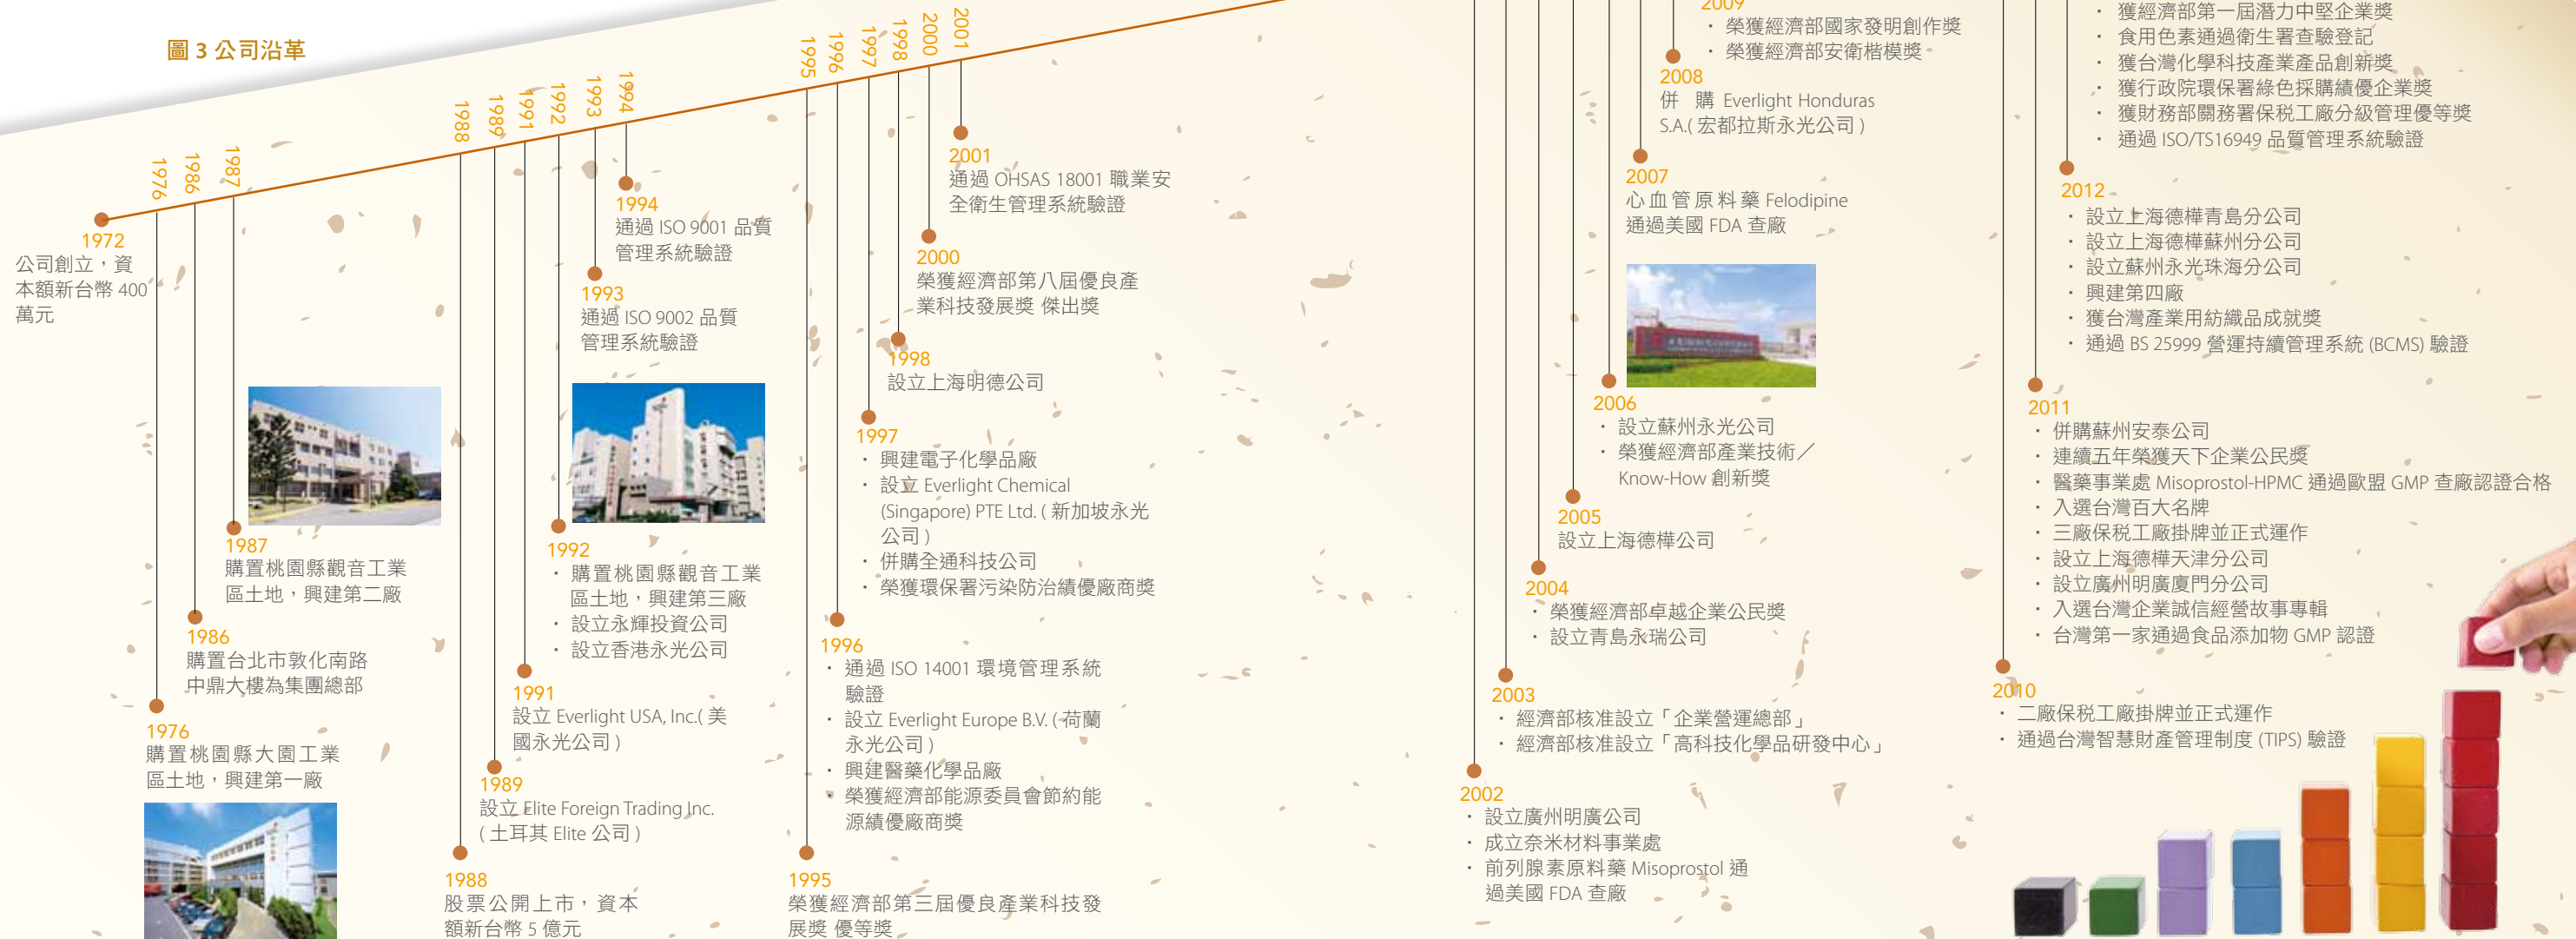 圖 3 公司沿革
1976
1986
1987
1988
1989
1991
1992
1993
1994
1995
1996
1997
1998
2000
2001
1972
公司創立，資
本額新台幣 400
萬元
1976
購置桃園縣大園工業
區土地，興建第一廠
1986
購置台北市敦化南路
中鼎大樓為集團總部
1987
購置桃園縣觀音工業
區土地，興建第二廠
1988
股票公開上市，資本
額新台幣 5 億元
1989
設立 Elite Foreign Trading Inc.
( 土耳其 Elite 公司 )
1991
設立 Everlight USA, Inc.( 美
國永光公司 )
1992
· 購置桃園縣觀音工業
區土地，興建第三廠
· 設立永輝投資公司
· 設立香港永光公司
1993
通過 ISO 9002 品質
管理系統驗證
1994
通過 ISO 9001 品質
管理系統驗證
1995
榮獲經濟部第三屆優良產業科技發
展獎 優等獎
1996
· 通過 ISO 14001 環境管理系統
驗證
· 設立 Everlight Europe B.V. ( 荷蘭
永光公司 )
· 興建醫藥化學品廠
· 榮獲經濟部能源委員會節約能
源績優廠商獎
1997
· 興建電子化學品廠
· 設立 Everlight Chemical
(Singapore) PTE Ltd. ( 新加坡永光
公司 )
· 併購全通科技公司
· 榮獲環保署污染防治績優廠商獎
1998
設立上海明德公司
2000
榮獲經濟部第八屆優良產
業科技發展獎 傑出獎
2001
通過 OHSAS 18001 職業安
全衛生管理系統驗證
2002
· 設立廣州明廣公司
· 成立奈米材料事業處
· 前列腺素原料藥 Misoprostol 通
過美國 FDA 查廠
2003
· 經濟部核准設立「企業營運總部」
· 經濟部核准設立「高科技化學品研發中心」
2004
· 榮獲經濟部卓越企業公民獎
· 設立青島永瑞公司
2005
設立上海德樺公司
2006
· 設立蘇州永光公司
· 榮獲經濟部產業技術／
Know-How 創新獎
2007
心血管原料藥 Felodipine
通過美國 FDA 查廠
2008
併 購 Everlight Honduras
S.A.( 宏都拉斯永光公司 )
2009
· 榮獲經濟部國家發明創作獎
· 榮獲經濟部安衛楷模獎
2010
· 二廠保税工廠掛牌並正式運作
· 通過台灣智慧財產管理制度 (TIPS) 驗證
2011
· 併購蘇州安泰公司
· 連續五年榮獲天下企業公民獎
· 醫藥事業處 Misoprostol-HPMC 通過歐盟 GMP 查廠認證合格
· 入選台灣百大名牌
· 三廠保税工廠掛牌並正式運作
· 設立上海德樺天津分公司
· 設立廣州明廣廈門分公司
· 入選台灣企業誠信經營故事專輯
· 台灣第一家通過食品添加物 GMP 認證
2012
· 設立上海德樺青島分公司
· 設立上海德樺蘇州分公司
· 設立蘇州永光珠海分公司
· 興建第四廠
· 獲台灣產業用紡織品成就獎
· 通過 BS 25999 營運持續管理系統 (BCMS) 驗證
· 獲經濟部第一屆潛力中堅企業獎
· 食用色素通過衛生署查驗登記
· 獲台灣化學科技產業產品創新獎
· 獲行政院環保署綠色採購績優企業獎
· 獲財務部關務署保税工廠分級管理優等獎
· 通過 ISO/TS16949 品質管理系統驗證